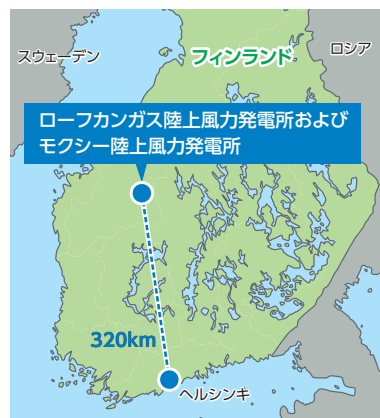 スウェーデン
フィンランド
ロシア
ローフカンガス陸上風力発電所および
モクシー陸上風力発電所
320km
ヘルシンキ